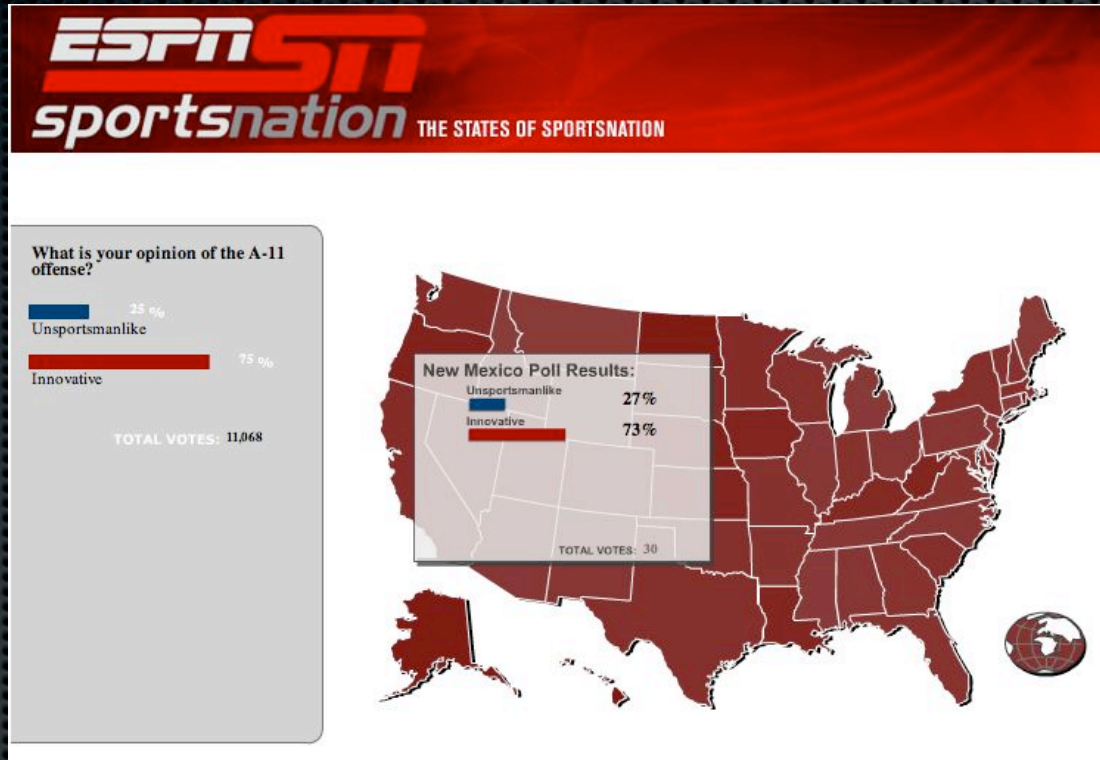 ESPN SN
sportsnation THE STATES OF SPORTSNATION
What is your opinion of the A-11
offense?
25 %
Unsportsmanlike
75 %
Innovative
TOTAL VOTES: 11,068
New Mexico Poll Results:
Unsportsmanlike
27%
Innovative
73%
TOTAL VOTES: 30